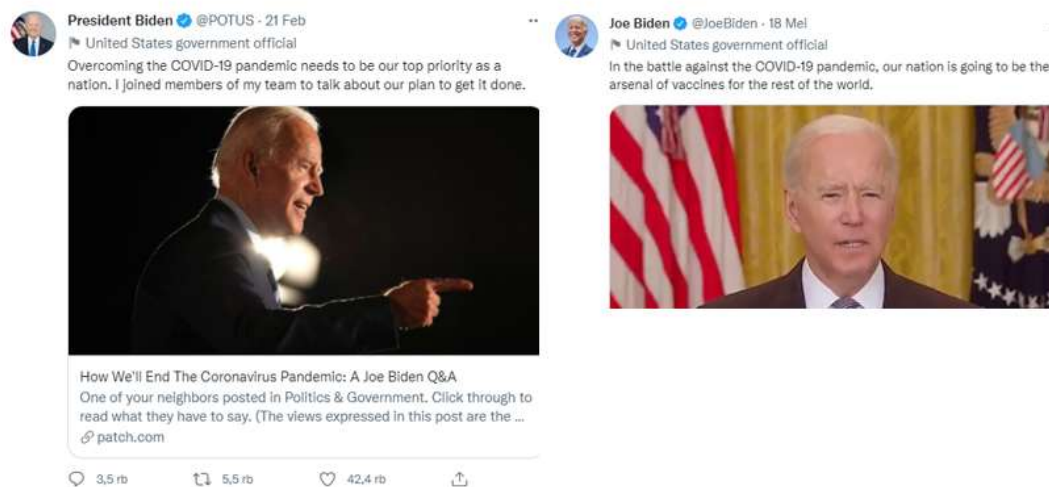 President Biden @POTUS · 21 Feb
United States government official
Overcoming the COVID-19 pandemic needs to be our top priority as a
nation. I joined members of my team to talk about our plan to get it done.
How We'll End The Coronavirus Pandemic: A Joe Biden Q&A
One of your neighbors posted in Politics & Government. Click through to
read what they have to say. (The views expressed in this post are the ...
patch.com
3,5 rb 5,5 rb 42,4 rb
Joe Biden @JoeBiden · 18 Mei
United States government official
In the battle against the COVID-19 pandemic, our nation is going to be the
arsenal of vaccines for the rest of the world.